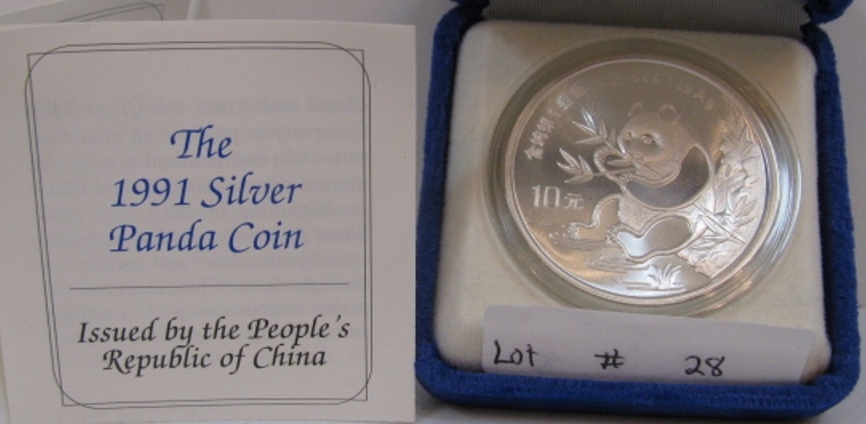 The
1991 Silver
Panda Coin
Issued by the People's
Republic of China
10元
Lot # 28